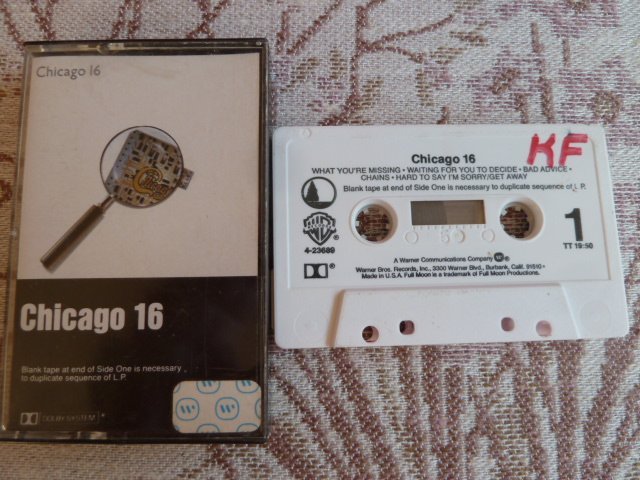 Chicago 16
Chicago
Chicago 16
Blank tape at end of Side One is necessary
to duplicate sequence of L.P.
DOLBY SYSTEM
Chicago 16
KF
WHAT YOU'RE MISSING • WAITING FOR YOU TO DECIDE • BAD ADVICE •
CHAINS • HARD TO SAY I'M SORRY/GET AWAY
Blank tape at end of Side One is necessary to duplicate sequence of L.P.
4-23689
1
TT 19:50
A Warner Communications Company
Warner Bros. Records, Inc., 3300 Warner Blvd., Burbank, Calif. 91510 •
Made in U.S.A. Full Moon is a trademark of Full Moon Productions.